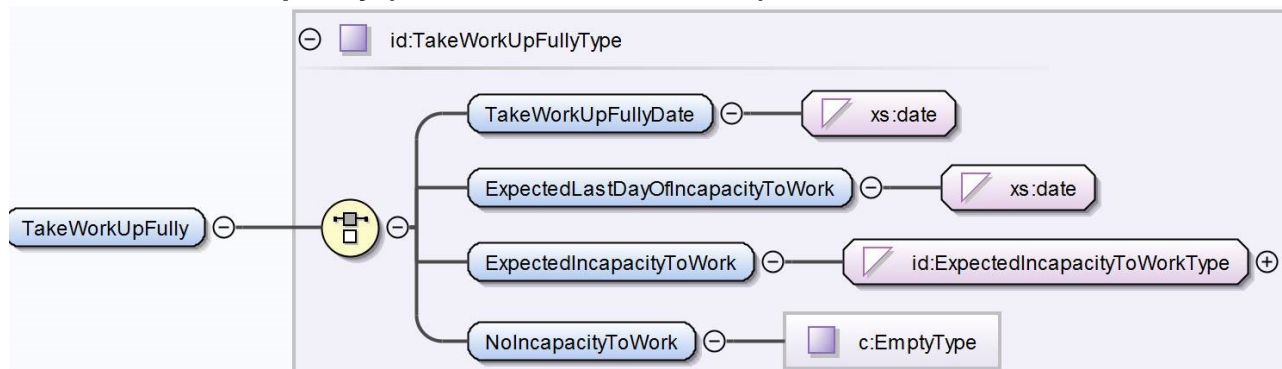 id:TakeWorkUpFullyType
TakeWorkUpFullyDate xs:date
ExpectedLastDayOfIncapacityToWork xs:date
TakeWorkUpFully
ExpectedIncapacityToWork id:ExpectedIncapacityToWorkType
NoIncapacityToWork c:EmptyType